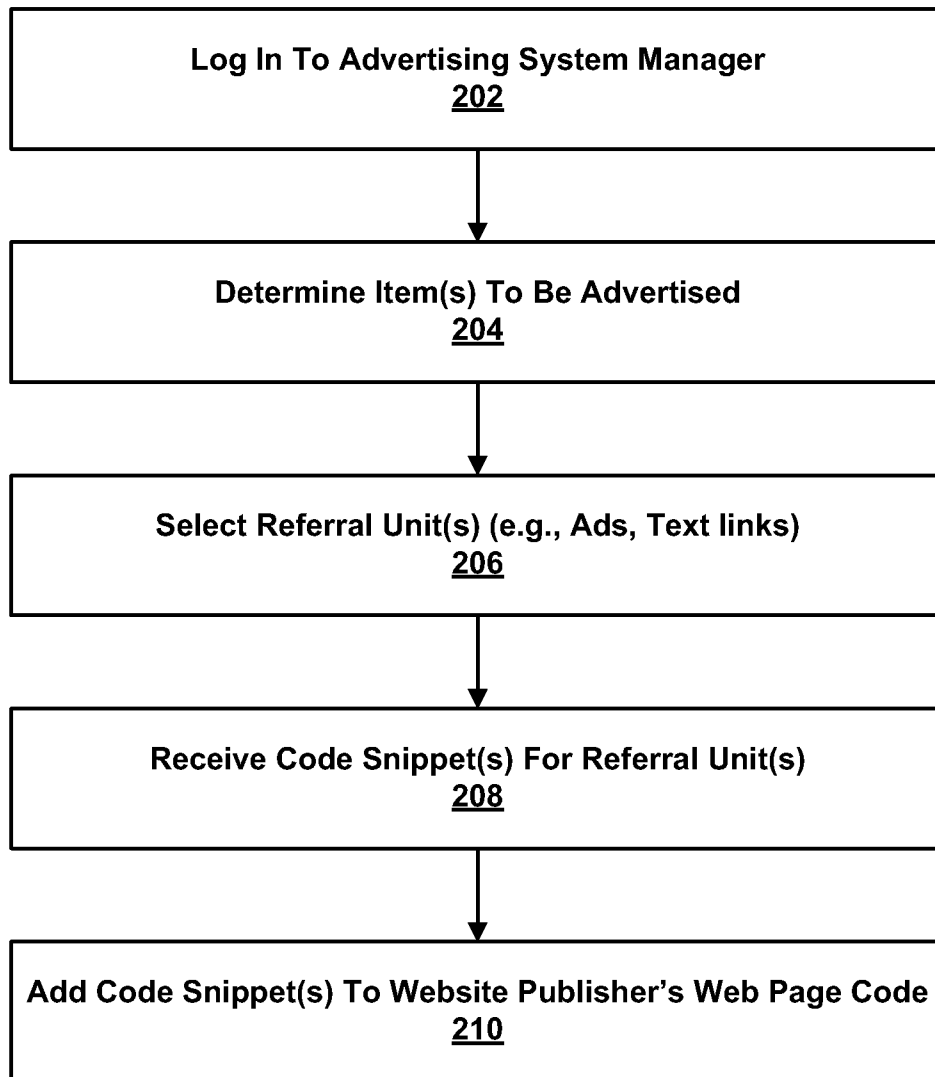 Log In To Advertising System Manager
202
Determine Item(s) To Be Advertised
204
Select Referral Unit(s) (e.g., Ads, Text links)
206
Receive Code Snippet(s) For Referral Unit(s)
208
Add Code Snippet(s) To Website Publisher’s Web Page Code
210